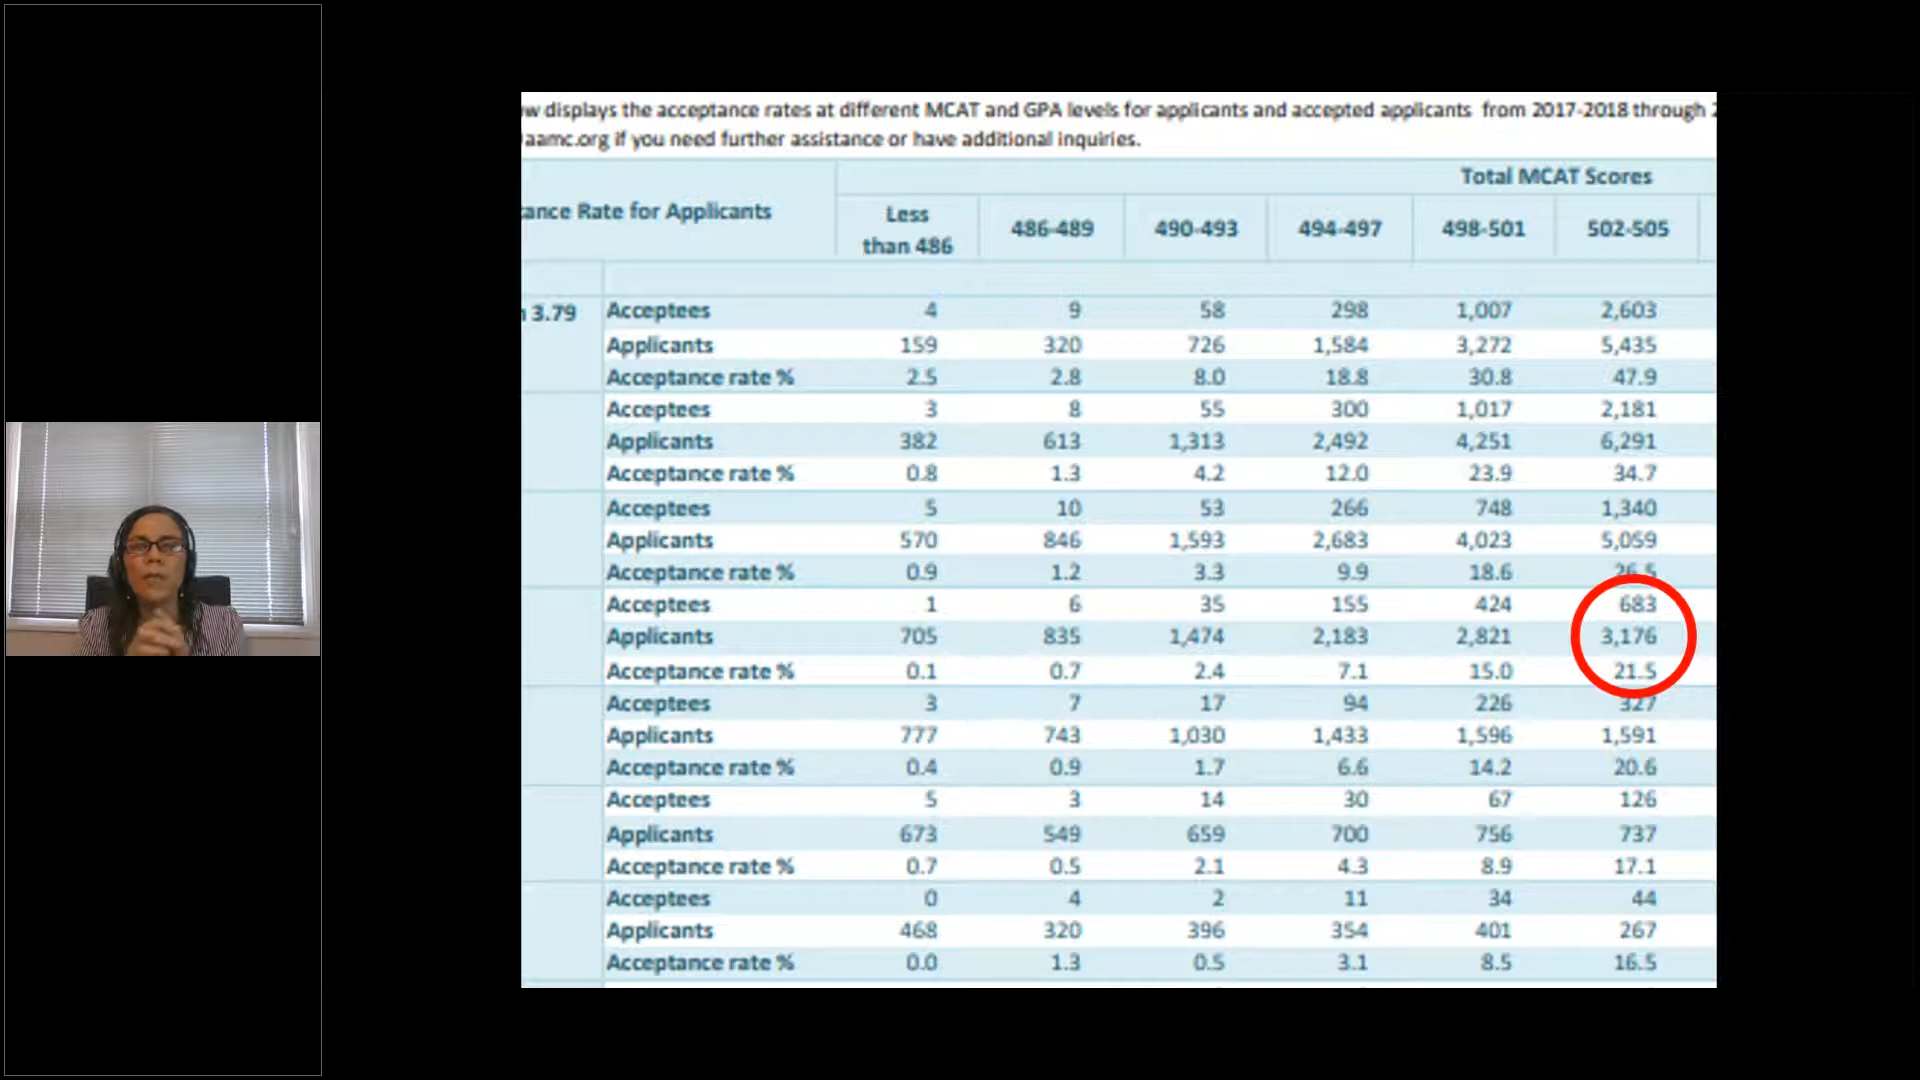 displays the acceptance rates at different MCAT and GPA levels for applicants and accepted applicants from 2017-2018 through
aamc.org if you need further assistance or have additional inquiries.
Total MCAT Scores
Rate for Applicants
Less than 486 486-489 490-493 494-497 498-501 502-505
3.79 Acceptees 4 9 58 298 1,007 2,603
Applicants 159 320 726 1,584 3,272 5,435
Acceptance rate % 2.5 2.8 8.0 18.8 30.8 47.9
Acceptees 3 8 55 300 1,017 2,181
Applicants 382 613 1,313 2,492 4,251 6,291
Acceptance rate % 0.8 1.3 4.2 12.0 23.9 34.7
Acceptees 5 10 53 266 748 1,340
Applicants 570 846 1,593 2,683 4,023 5,059
Acceptance rate % 0.9 1.2 3.3 9.9 18.6 26.5
Acceptees 1 6 35 155 424 683
Applicants 705 835 1,474 2,183 2,821 3,176
Acceptance rate % 0.1 0.7 2.4 7.1 15.0 21.5
Acceptees 3 7 17 94 226 327
Applicants 777 743 1,030 1,433 1,596 1,591
Acceptance rate % 0.4 0.9 1.7 6.6 14.2 20.6
Acceptees 5 3 14 30 67 126
Applicants 673 549 659 700 756 737
Acceptance rate % 0.7 0.5 2.1 4.3 8.9 17.1
Acceptees 0 4 2 11 34 44
Applicants 468 320 396 354 401 267
Acceptance rate % 0.0 1.3 0.5 3.1 8.5 16.5